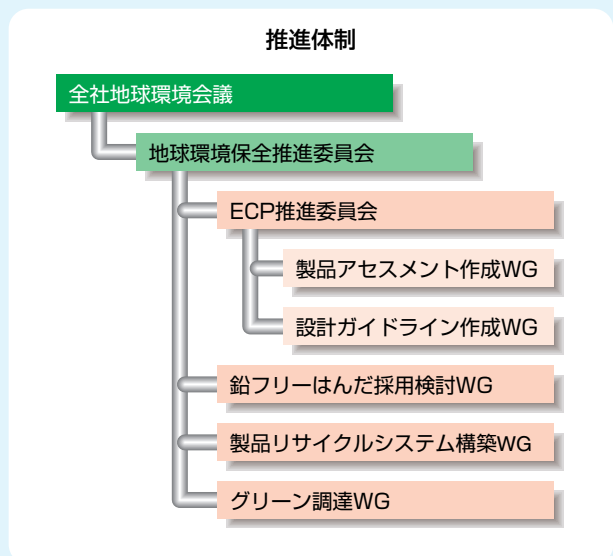 推進体制
全社地球環境会議
地球環境保全推進委員会
ECP推進委員会
製品アセスメント作成WG
設計ガイドライン作成WG
鉛フリーはんだ採用検討WG
製品リサイクルシステム構築WG
グリーン調達WG